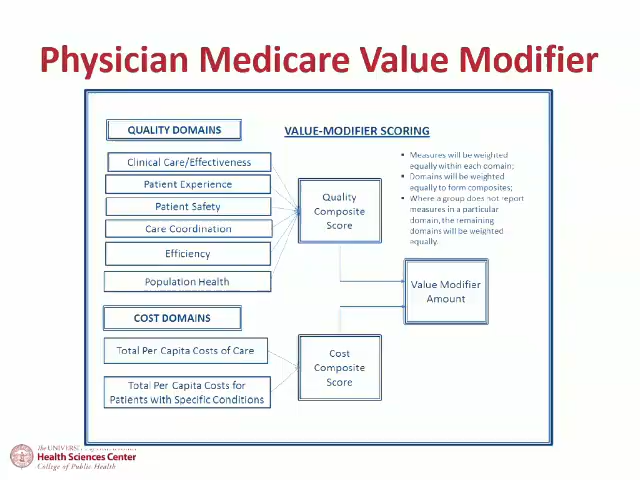 Physician Medicare Value Modifier
QUALITY DOMAINS
VALUE-MODIFIER SCORING
Clinical Care/Effectiveness
Patient Experience
Patient Safety
Care Coordination
Efficiency
Population Health
Quality
Composite
Score
▪ Measures will be weighted
equally within each domain;
▪ Domains will be weighted
equally to form composites;
▪ Where a group does not report
measures in a particular
domain, the remaining
domains will be weighted
equally.
Value Modifier
Amount
COST DOMAINS
Total Per Capita Costs of Care
Total Per Capita Costs for
Patients with Specific Conditions
Cost
Composite
Score
The UNIVERSITY
Health Sciences Center
College of Public Health